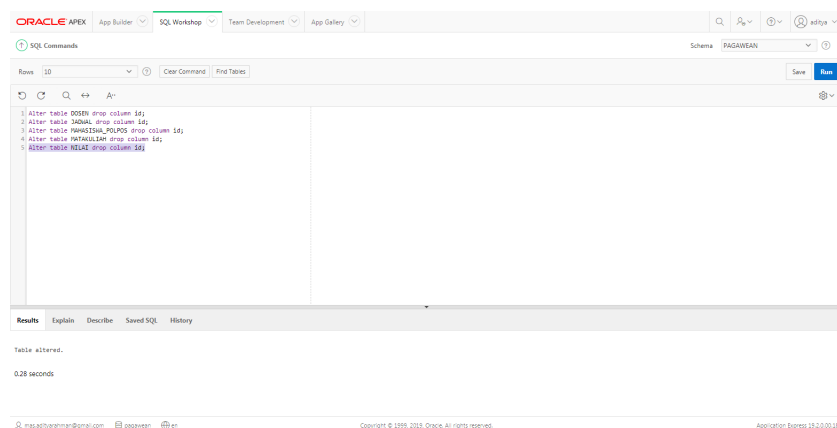 ORACLE APEX App Builder SQL Workshop Team Development App Gallery aditya
SQL Commands Schema PAGAWEAN
Rows 10 Clear Command Find Tables Save Run
1 Alter table DOSEN drop column id;
2 Alter table JADWAL drop column id;
3 Alter table MAHASISWA_POLPOS drop column id;
4 Alter table MATAKULIAH drop column id;
5 Alter table NILAI drop column id;
Results Explain Describe Saved SQL History
Table altered.
0.28 seconds
mas.adityarahman@gmail.com pagawean en Copyright © 1999, 2019, Oracle. All rights reserved. Application Express 19.2.0.00.18